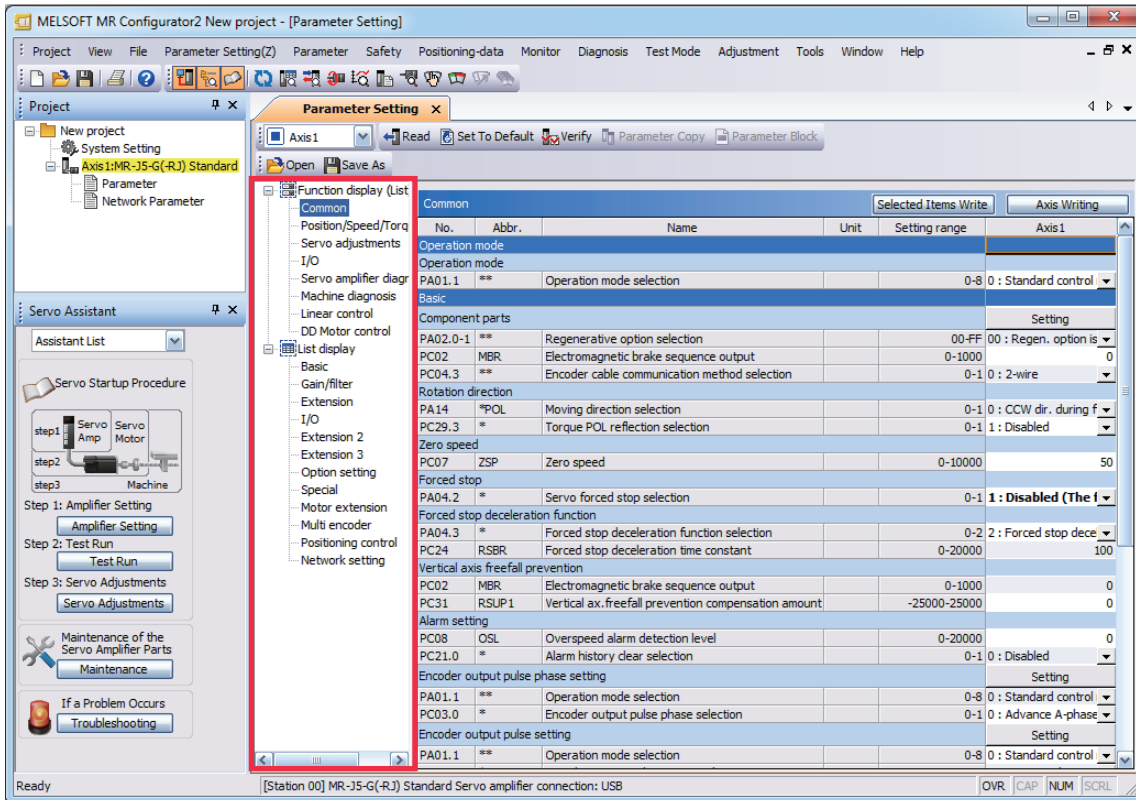 MELSOFT MR Configurator2 New project - [Parameter Setting]
Project View File Parameter Setting(Z) Parameter Safety Positioning-data Monitor Diagnosis Test Mode Adjustment Tools Window Help
Project
New project
System Setting
Axis1:MR-J5-G(-RJ) Standard
Parameter
Network Parameter
Servo Assistant
Assistant List
Servo Startup Procedure
step1 Servo Amp Servo Motor
step2
step3 Machine
Step 1: Amplifier Setting
Amplifier Setting
Step 2: Test Run
Test Run
Step 3: Servo Adjustments
Servo Adjustments
Maintenance of the
Servo Amplifier Parts
Maintenance
If a Problem Occurs
Troubleshooting
Parameter Setting
Axis1 Read Set To Default Verify Parameter Copy Parameter Block
Open Save As
Function display (List
Common
Position/Speed/Torq
Servo adjustments
I/O
Servo amplifier diagr
Machine diagnosis
Linear control
DD Motor control
List display
Basic
Gain/filter
Extension
I/O
Extension 2
Extension 3
Option setting
Special
Motor extension
Multi encoder
Positioning control
Network setting
Common Selected Items Write Axis Writing
No. Abbr. Name Unit Setting range Axis1
Operation mode
Operation mode
PA01.1 ** Operation mode selection 0-8 0 : Standard control
Basic
Component parts Setting
PA02.0-1 ** Regenerative option selection 00-FF 00 : Regen. option is
PC02 MBR Electromagnetic brake sequence output 0-1000 0
PC04.3 ** Encoder cable communication method selection 0-1 0 : 2-wire
Rotation direction
PA14 *POL Moving direction selection 0-1 0 : CCW dir. during f
PC29.3 * Torque POL reflection selection 0-1 1 : Disabled
Zero speed
PC07 ZSP Zero speed 0-10000 50
Forced stop
PA04.2 * Servo forced stop selection 0-1 1 : Disabled (The f
Forced stop deceleration function
PA04.3 * Forced stop deceleration function selection 0-2 2 : Forced stop dece
PC24 RSBR Forced stop deceleration time constant 0-20000 100
Vertical axis freefall prevention
PC02 MBR Electromagnetic brake sequence output 0-1000 0
PC31 RSUP1 Vertical ax.freefall prevention compensation amount -25000-25000 0
Alarm setting
PC08 OSL Overspeed alarm detection level 0-20000 0
PC21.0 * Alarm history clear selection 0-1 0 : Disabled
Encoder output pulse phase setting Setting
PA01.1 ** Operation mode selection 0-8 0 : Standard control
PC03.0 * Encoder output pulse phase selection 0-1 0 : Advance A-phase
Encoder output pulse setting Setting
PA01.1 ** Operation mode selection 0-8 0 : Standard control
Ready [Station 00] MR-J5-G(-RJ) Standard Servo amplifier connection: USB OVR CAP NUM SCRL